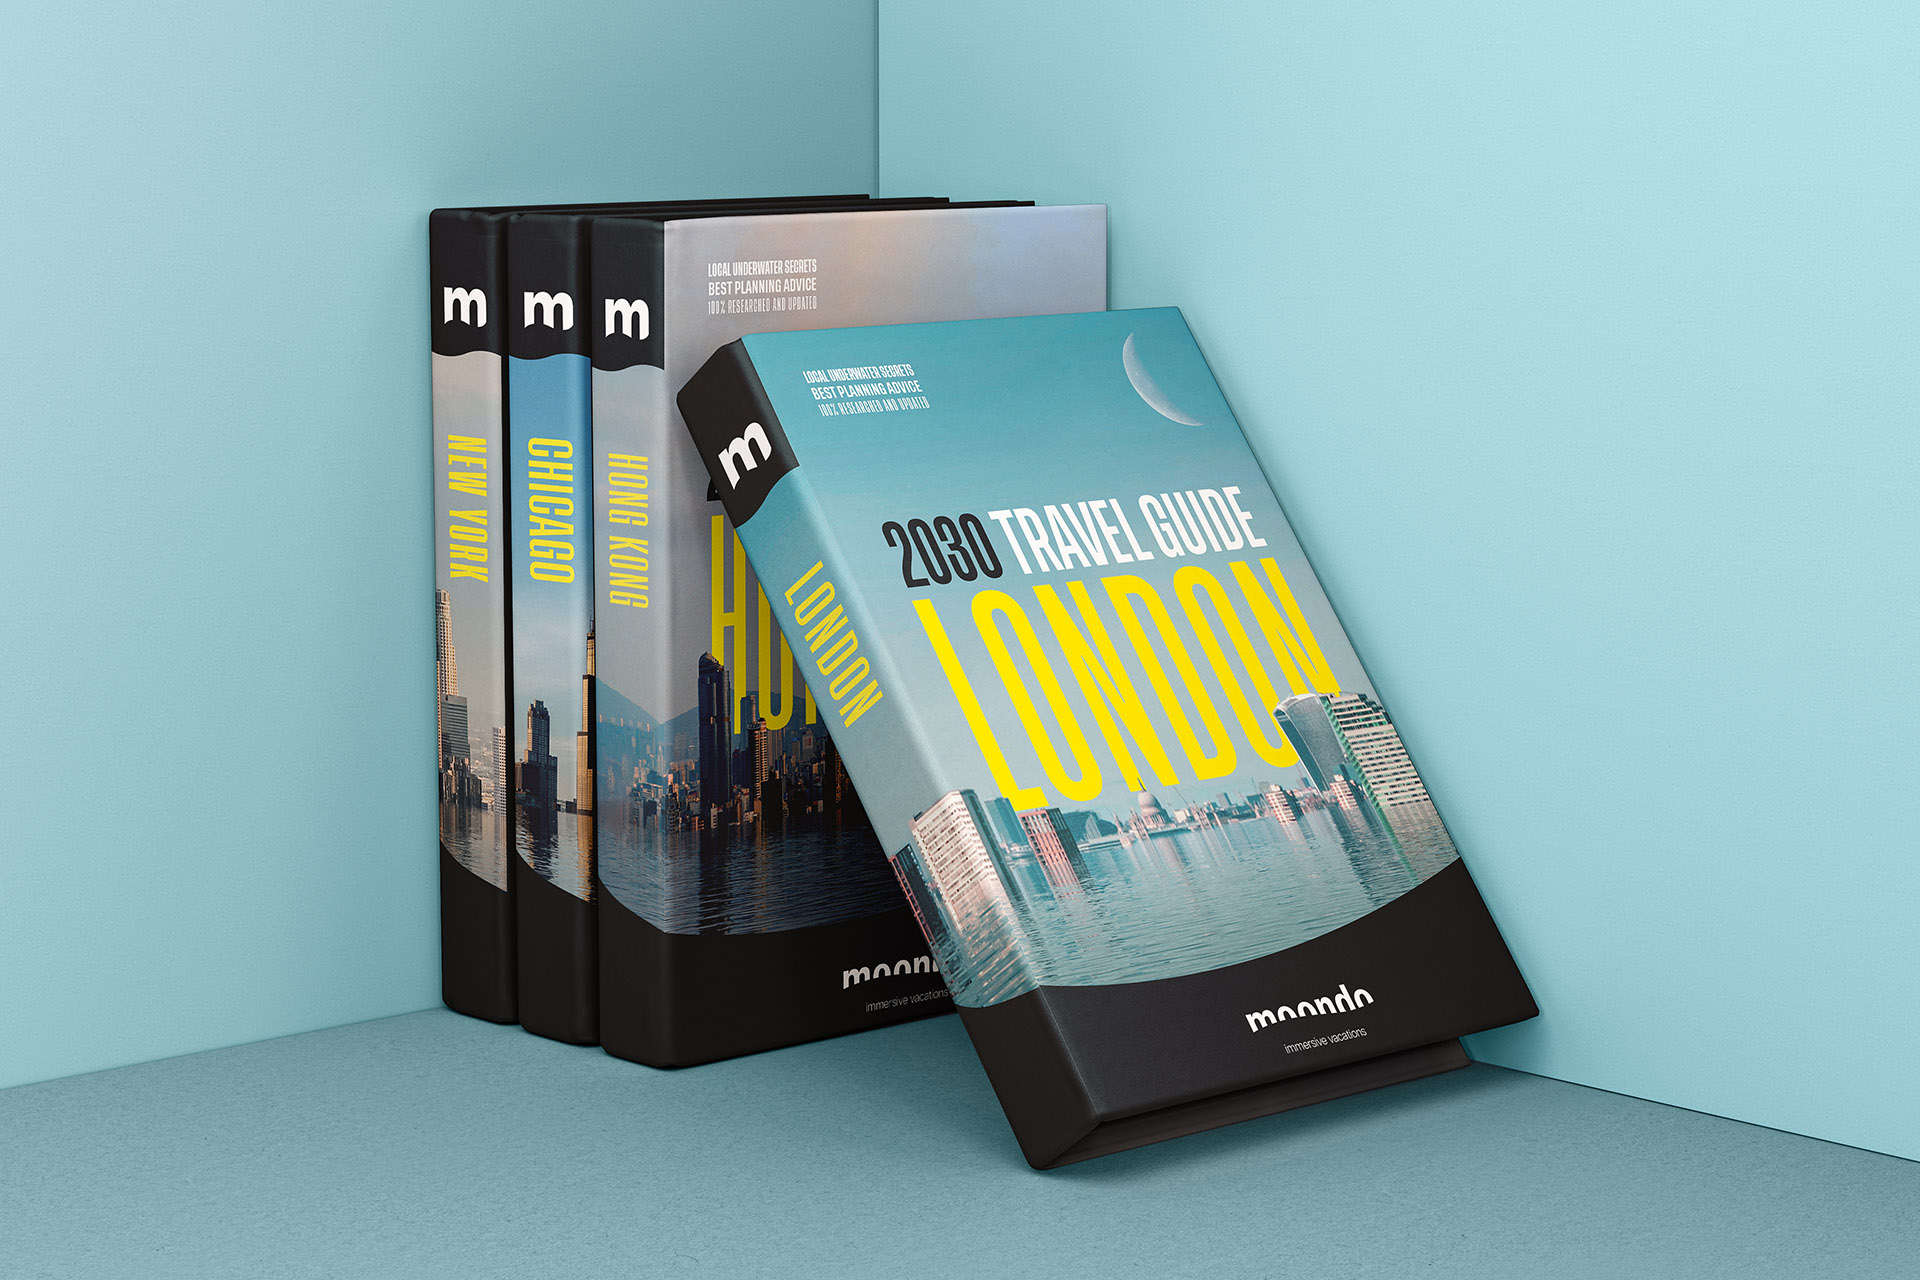 m
NEW YORK
m
CHICAGO
m
HONG KONG
LOCAL UNDERWATER SECRETS
BEST PLANNING ADVICE
100% RESEARCHED AND UPDATED
immersive vacations
m
LONDON
LOCAL UNDERWATER SECRETS
BEST PLANNING ADVICE
100% RESEARCHED AND UPDATED
2030 TRAVEL GUIDE
LONDON
moondo
immersive vacations